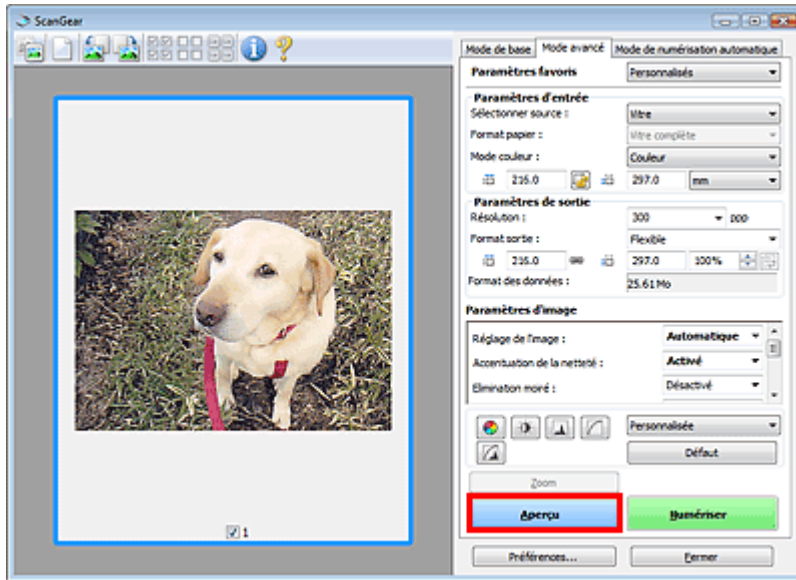 ScanGear
Mode de base Mode avancé Mode de numérisation automatique
Paramètres favoris Personnalisés
Paramètres d'entrée
Sélectionner source : Vitre
Format papier : Vitre complète
Mode couleur : Couleur
216.0 297.0 mm
Paramètres de sortie
Résolution : 300 ppp
Format sortie : Flexible
216.0 297.0 100%
Format des données : 25.61 Mo
Paramètres d'image
Réglage de l'image : Automatique
Accentuation de la netteté : Activé
Elimination moré : Désactivé
Personnalisée
Défaut
Zoom
Aperçu Numériser
1
Préférences... Fermer